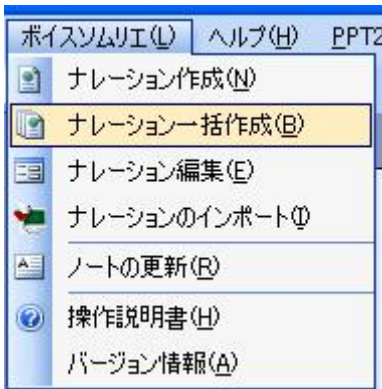 ボイスソムリエ(L) ヘルプ(H) PPT2
ナレーション作成(N)
ナレーション一括作成(B)
ナレーション編集(E)
ナレーションのインポート(I)
ノートの更新(R)
操作説明書(H)
バージョン情報(A)